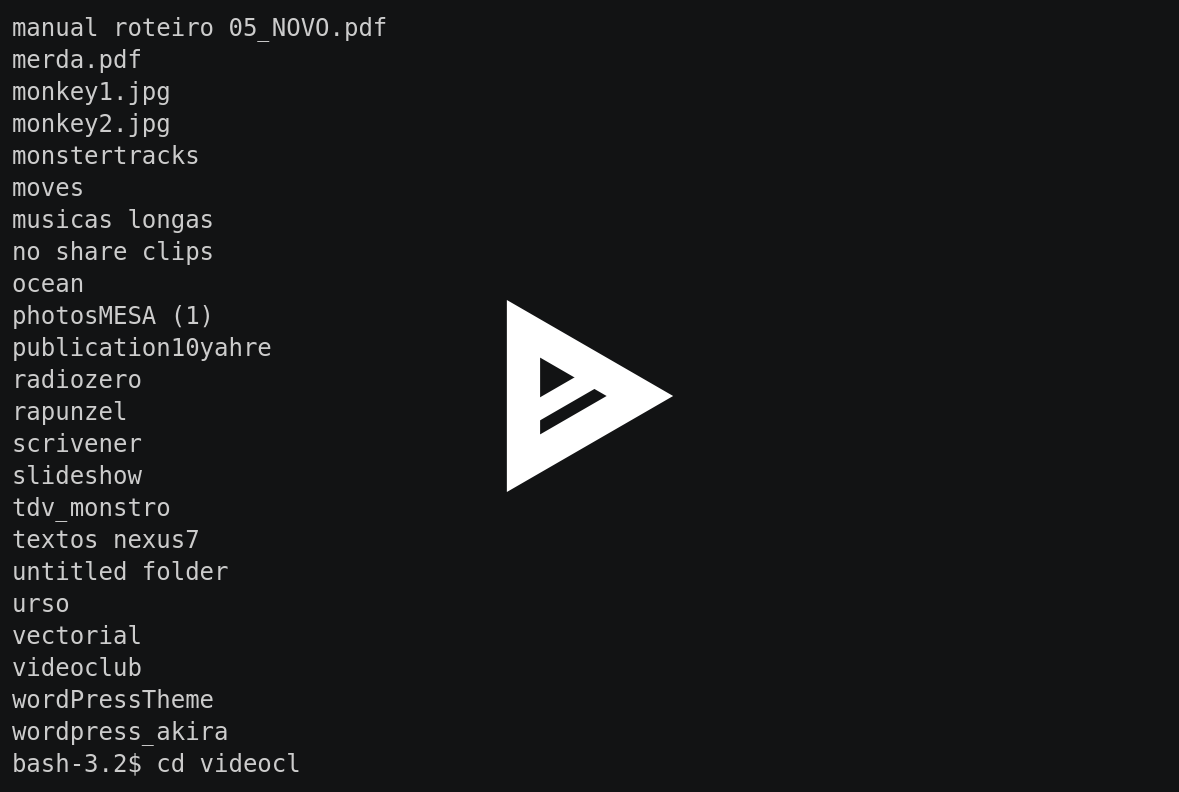 manual roteiro 05_NOVO.pdf
merda.pdf
monkey1.jpg
monkey2.jpg
monstertracks
moves
musicas longas
no share clips
ocean
photosMESA (1)
publication10yahre
radiozero
rapunzel
scrivener
slideshow
tdv_monstro
textos nexus7
untitled folder
urso
vectorial
videoclub
wordPressTheme
wordpress_akira
bash-3.2$ cd videocl